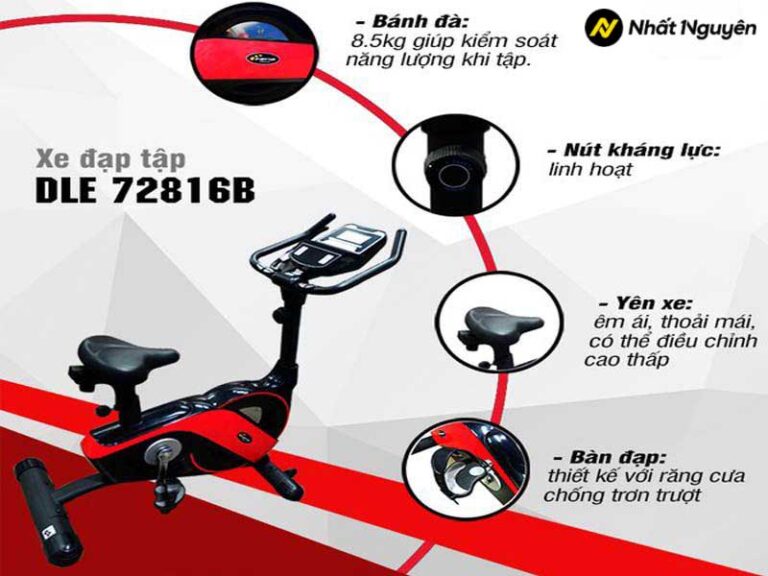 Nhất Nguyên
- Bánh đà:
8.5kg giúp kiểm soát
năng lượng khi tập.
- Nút kháng lực:
linh hoạt
Xe đạp tập
DLE 72816B
- Yên xe:
êm ái, thoải mái,
có thể điều chỉnh
cao thấp
- Bàn đạp:
thiết kế với răng cưa
chống trơn trượt